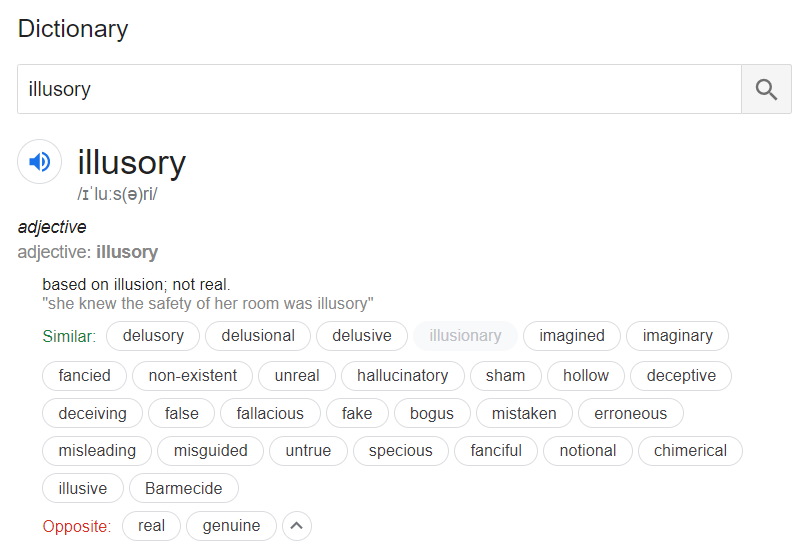 Dictionary
illusory
illusory
/ɪˈluːs(ə)ri/
adjective
adjective: illusory
based on illusion; not real.
"she knew the safety of her room was illusory"
Similar: delusory delusional delusive illusionary imagined imaginary
fancied non-existent unreal hallucinatory sham hollow deceptive
deceiving false fallacious fake bogus mistaken erroneous
misleading misguided untrue specious fanciful notional chimerical
illusive Barmecide
Opposite: real genuine